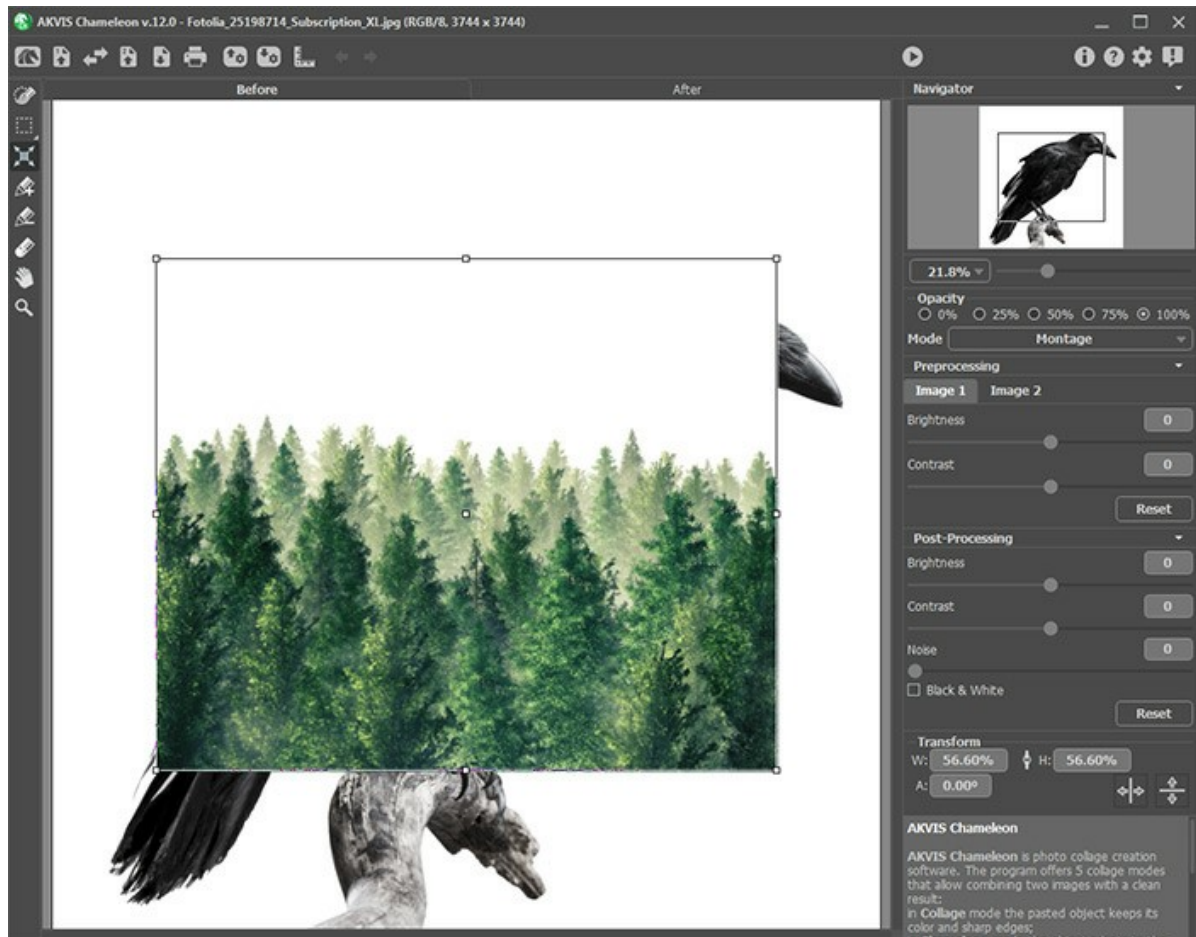 AKVIS Chameleon v.12.0 - Fotolia_25198714_Subscription_XL.jpg (RGB/8, 3744 x 3744)
Before
After
Navigator
21.8%
Opacity
0% 25% 50% 75% 100%
Mode Montage
Preprocessing
Image 1 Image 2
Brightness 0
Contrast 0
Reset
Post-Processing
Brightness 0
Contrast 0
Noise 0
Black & White
Reset
Transform
W: 56.60% H: 56.60%
A: 0.00º
AKVIS Chameleon
AKVIS Chameleon is photo collage creation
software. The program offers 5 collage modes
that allow combining two images with a clean
result:
in Collage mode the pasted object keeps its
color and sharp edges;